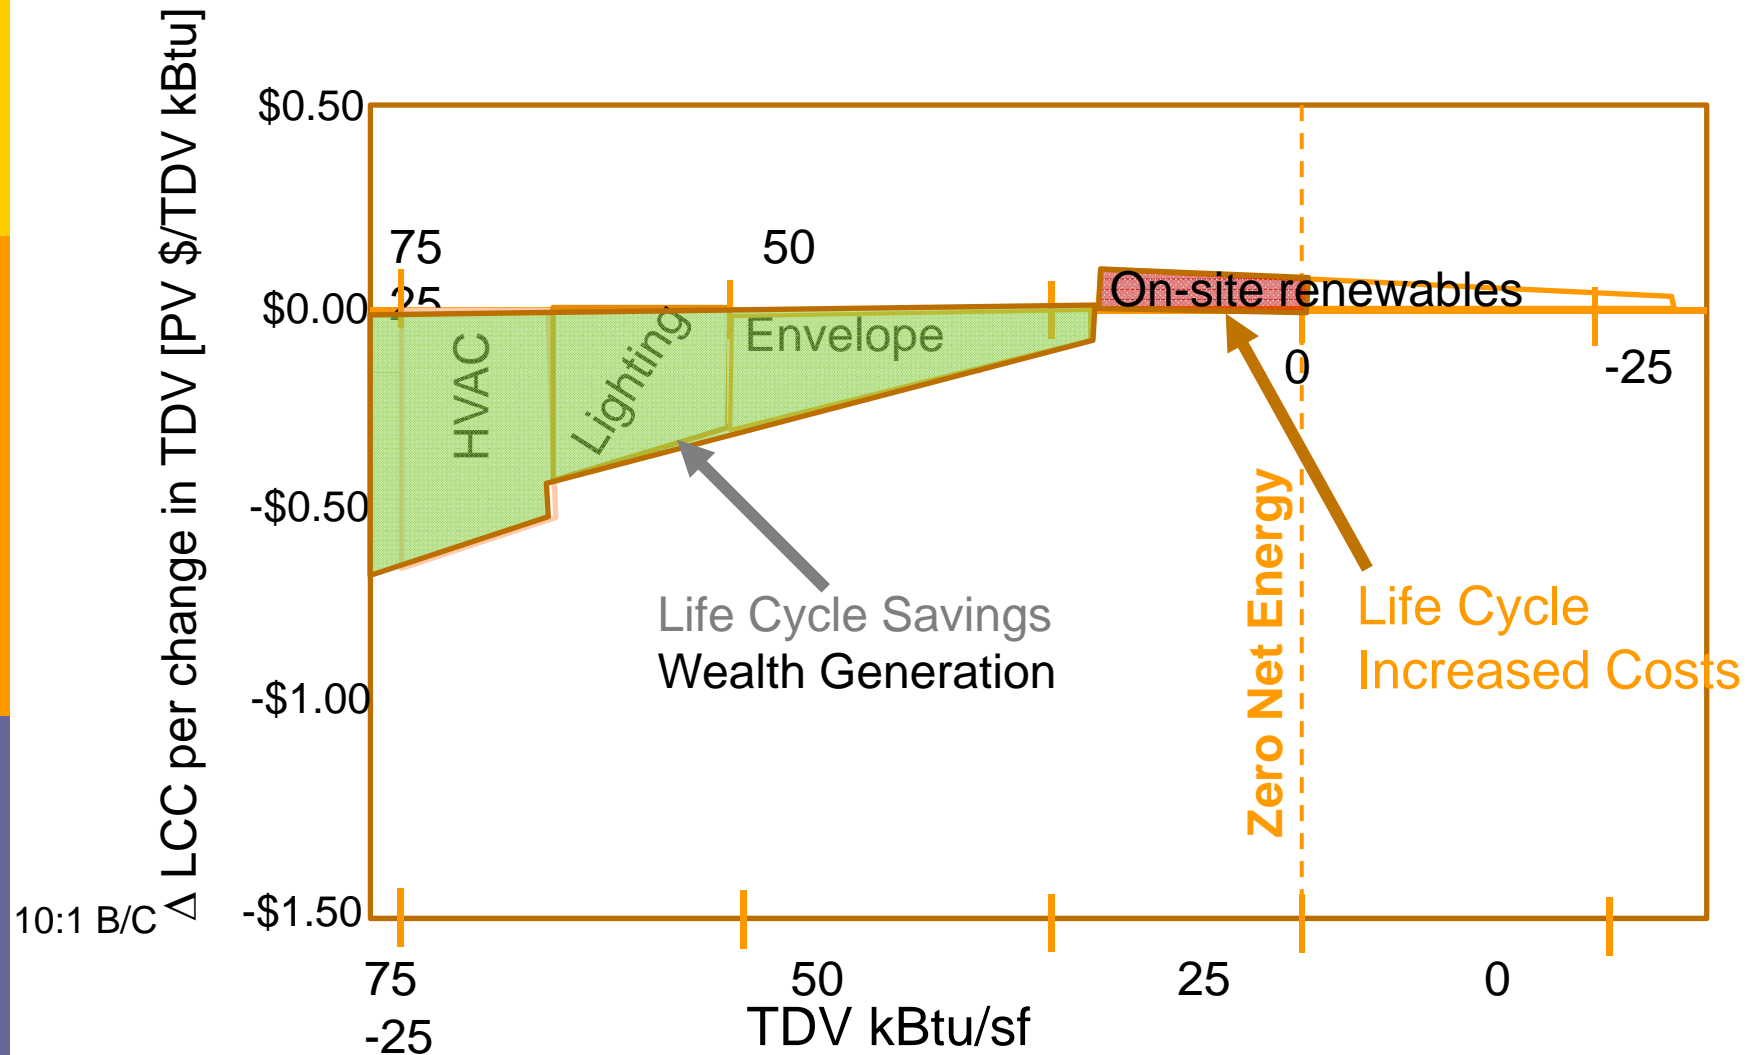 Δ LCC per change in TDV [PV $/TDV kBtu]
$0.50
75
50
25
$0.00
On-site renewables
HVAC
Lighting
Envelope
0
-25
-$0.50
Zero Net Energy
Life Cycle Savings
Wealth Generation
Life Cycle
Increased Costs
-$1.00
10:1 B/C
-$1.50
75
50
25
0
-25
TDV kBtu/sf